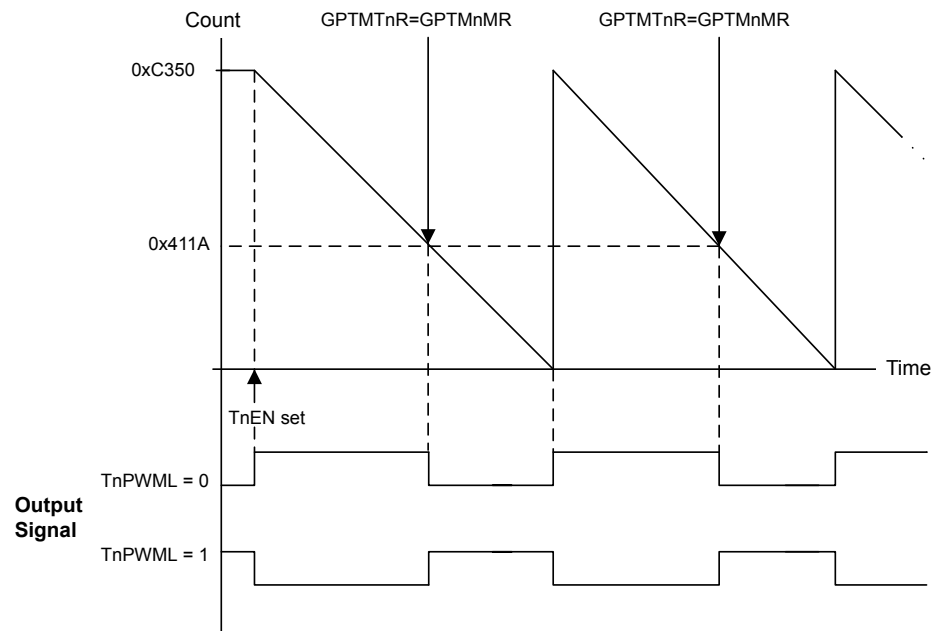 Count
GPTMTnR=GPTMnMR
GPTMTnR=GPTMnMR
0xC350
0x411A
Time
TnEN set
TnPWML = 0
Output
Signal
TnPWML = 1